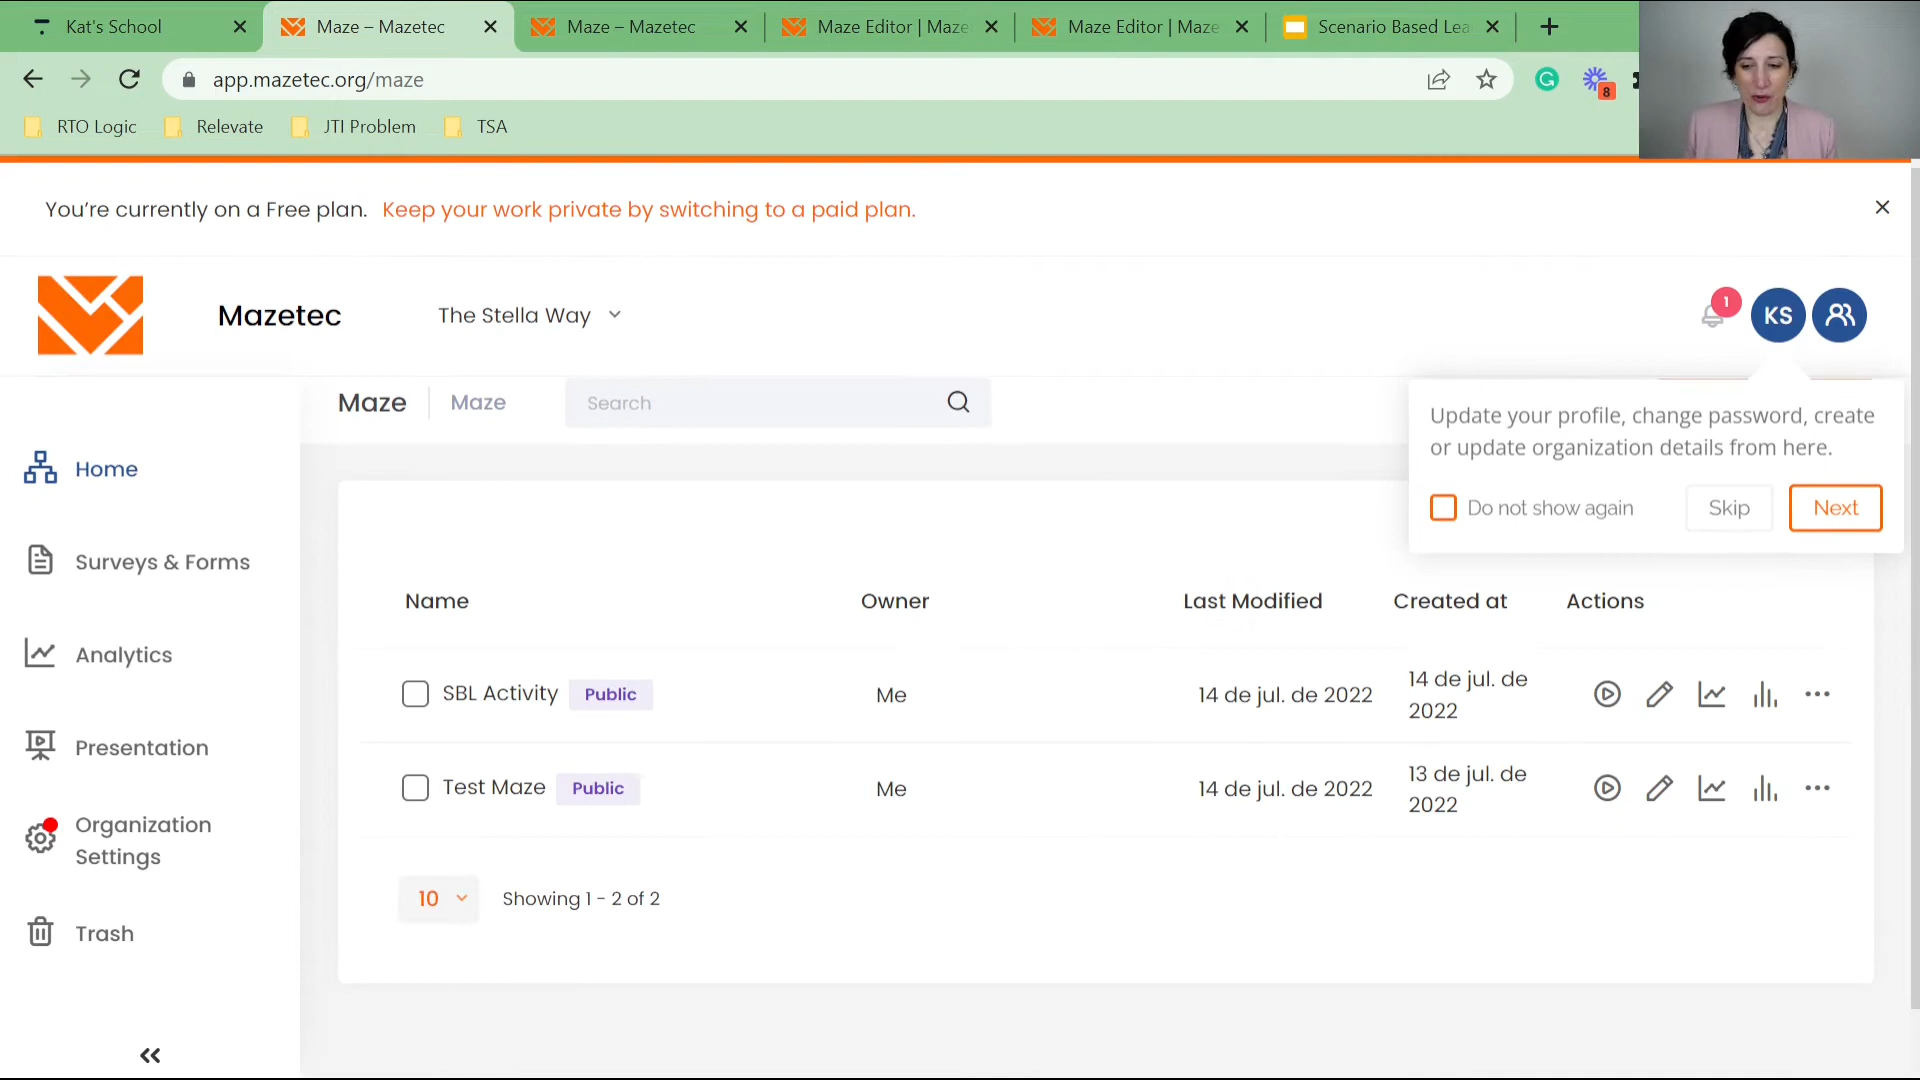 Kat's School
Maze – Mazetec
Maze – Mazetec
Maze Editor | Maze
Maze Editor | Maze
Scenario Based Lea
app.mazetec.org/maze
8
RTO Logic
Relevate
JTI Problem
TSA
You're currently on a Free plan. Keep your work private by switching to a paid plan.
Mazetec
The Stella Way
1
KS
Maze
Maze
Search
Update your profile, change password, create
or update organization details from here.
Do not show again
Skip
Next
Home
Surveys & Forms
Analytics
Presentation
Organization
Settings
Trash
Name
Owner
Last Modified
Created at
Actions
SBL Activity
Public
Me
14 de jul. de 2022
14 de jul. de
2022
Test Maze
Public
Me
14 de jul. de 2022
13 de jul. de
2022
10
Showing 1 - 2 of 2